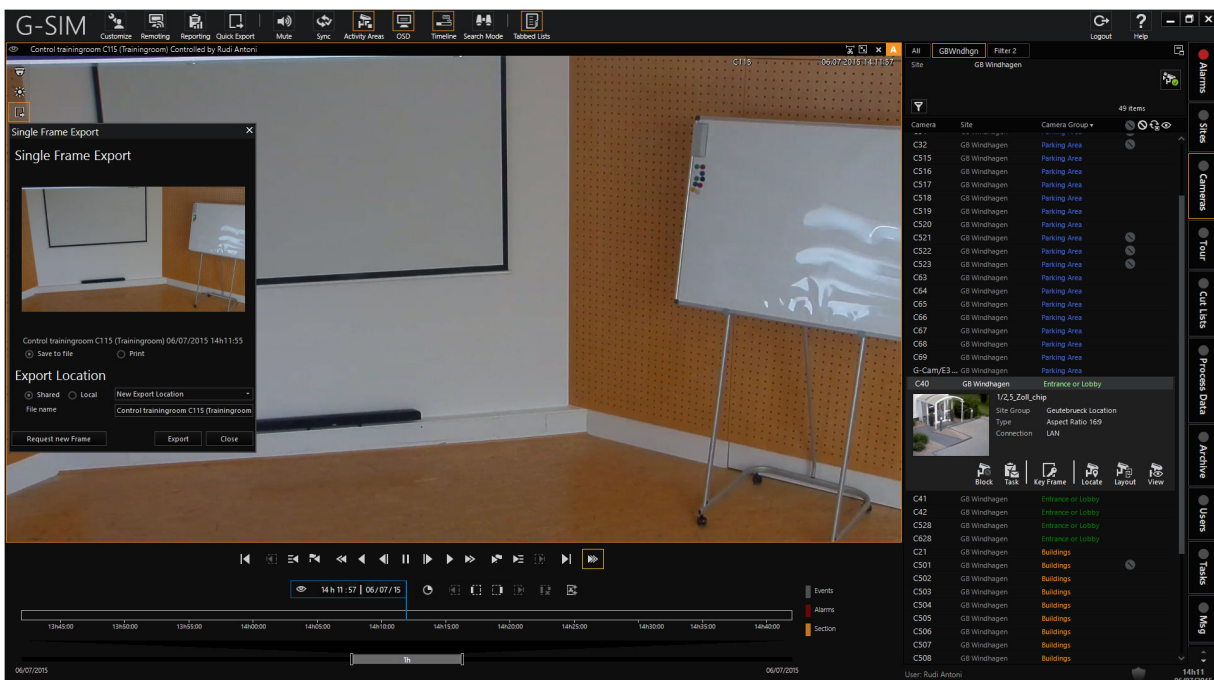 G-SIM
Customize Remoting Reporting Quick Export Mute Sync Activity Areas OSD Timeline Search Mode Tabbed Lists Logout Help
Control trainingroom C115 (Trainingroom) Controlled by Rudi Antoni
A
C115 06.07.2015 14:11:57
Single Frame Export
Single Frame Export
Control trainingroom C115 (Trainingroom) 06/07/2015 14h11:55
Save to file Print
Export Location
Shared Local New Export Location
File name Control trainingroom C115 (Trainingroom
Request new Frame Export Close
14 h 11 : 57 | 06 / 07 / 15
13h45:00 13h50:00 13h55:00 14h00:00 14h05:00 14h10:00 14h15:00 14h20:00 14h25:00 14h30:00 14h35:00 14h40:00
1h
06/07/2015 06/07/2015
Events
Alarms
Section
All GBWndhgn Filter 2
Site GB Windhagen
49 items
Camera Site Camera Group
C32 GB Windhagen Parking Area
C515 GB Windhagen Parking Area
C516 GB Windhagen Parking Area
C517 GB Windhagen Parking Area
C518 GB Windhagen Parking Area
C519 GB Windhagen Parking Area
C520 GB Windhagen Parking Area
C521 GB Windhagen Parking Area
C522 GB Windhagen Parking Area
C523 GB Windhagen Parking Area
C63 GB Windhagen Parking Area
C64 GB Windhagen Parking Area
C65 GB Windhagen Parking Area
C66 GB Windhagen Parking Area
C67 GB Windhagen Parking Area
C68 GB Windhagen Parking Area
C69 GB Windhagen Parking Area
G-Cam/E3 ... GB Windhagen Parking Area
C40 GB Windhagen Entrance or Lobby
1/2,5_Zoll_chip
Site Group Geutebrueck Location
Type Aspect Ratio 16:9
Connection LAN
Block Task Key Frame Locate Layout View
C41 GB Windhagen Entrance or Lobby
C42 GB Windhagen Entrance or Lobby
C528 GB Windhagen Entrance or Lobby
C628 GB Windhagen Entrance or Lobby
C21 GB Windhagen Buildings
C501 GB Windhagen Buildings
C502 GB Windhagen Buildings
C503 GB Windhagen Buildings
C504 GB Windhagen Buildings
C505 GB Windhagen Buildings
C506 GB Windhagen Buildings
C507 GB Windhagen Buildings
C508 GB Windhagen Buildings
User: Rudi Antoni
Alarms
Sites
Cameras
Tour
Cut Lists
Process Data
Archive
Users
Tasks
Msg
14h11
06/07/2015